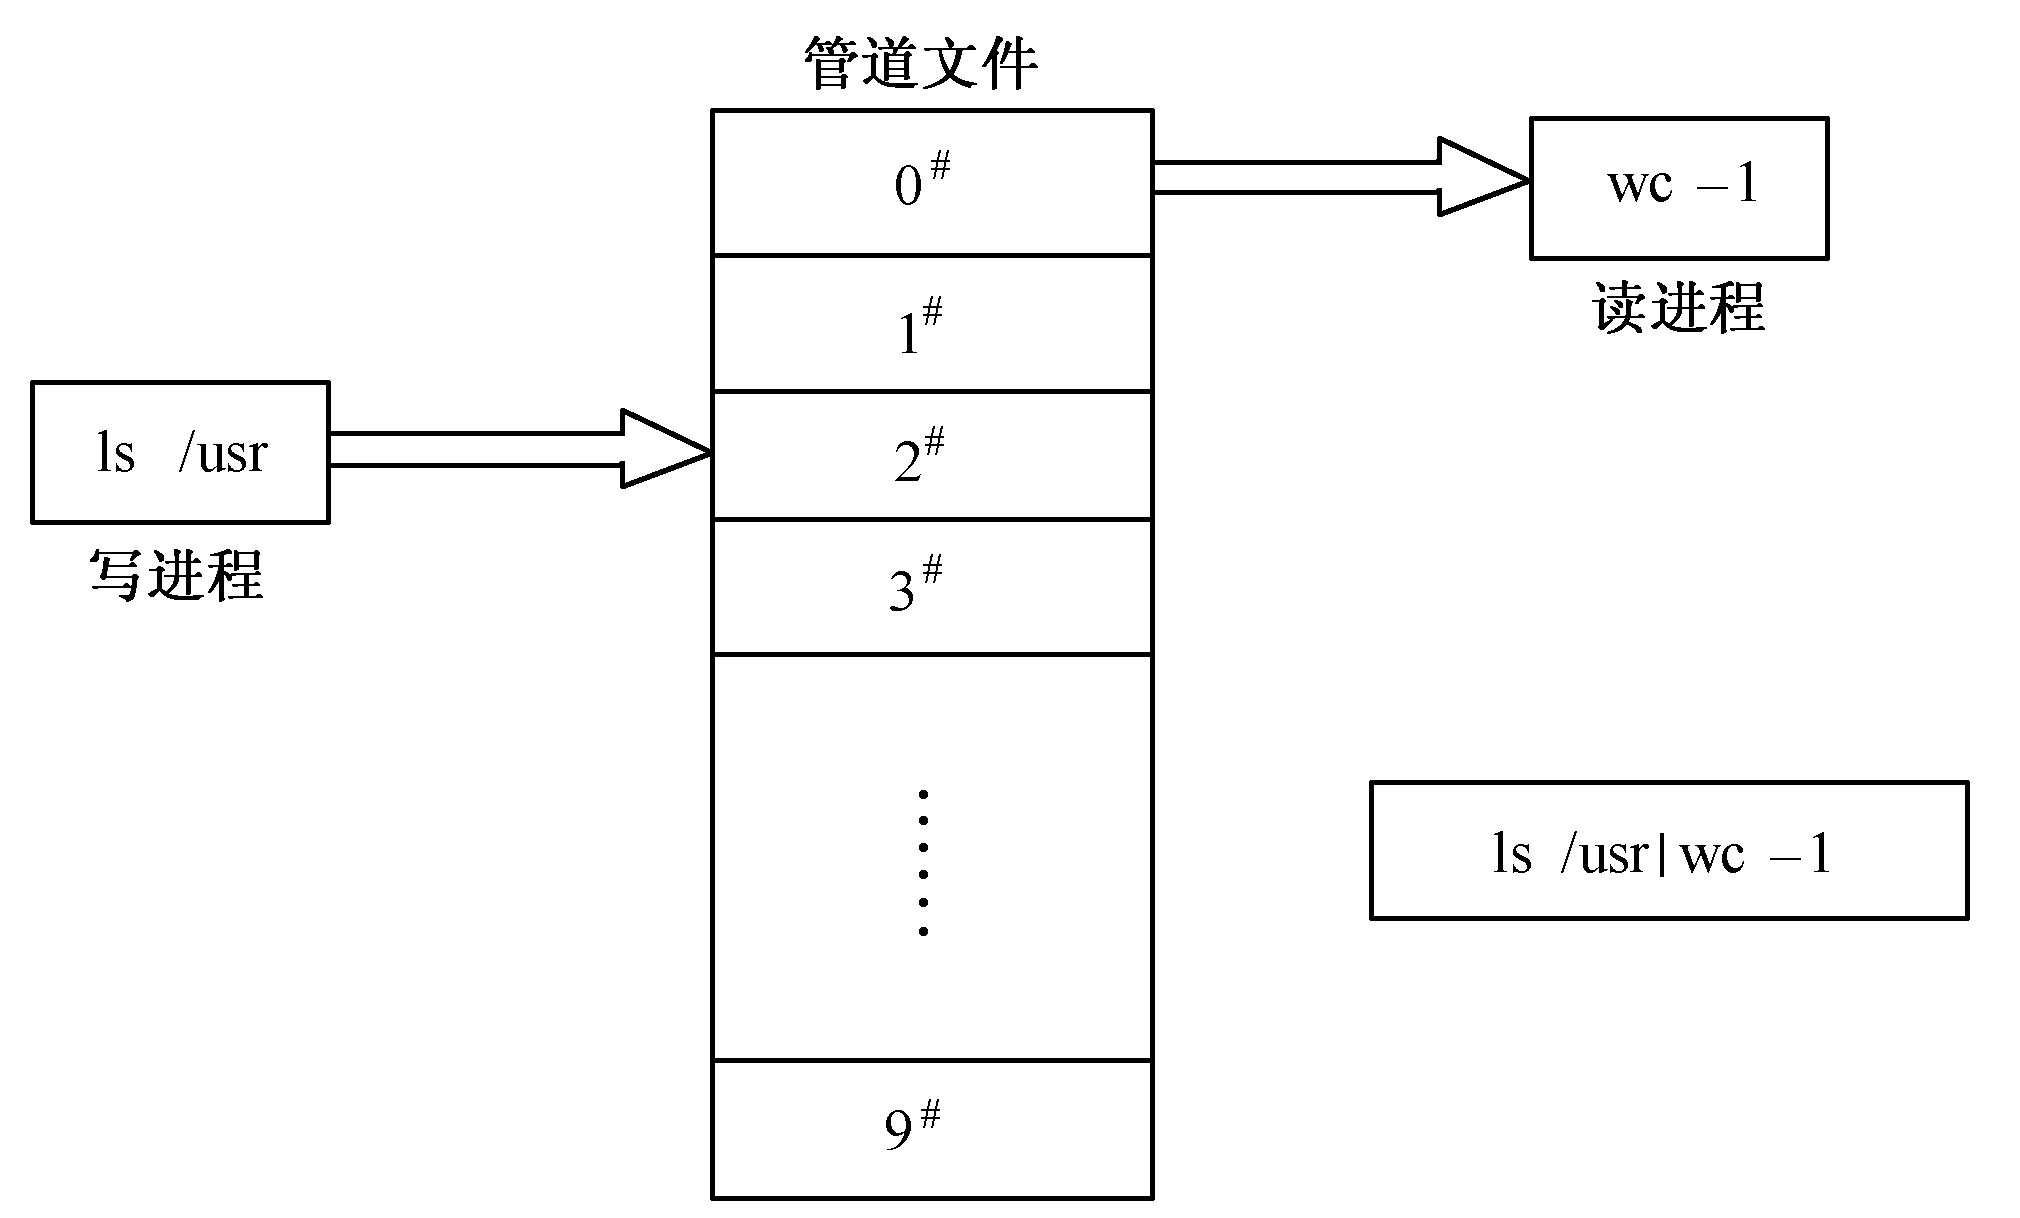 管道文件
0#
wc -1
1#
读进程
ls /usr
2#
写进程
3#
ls /usr|wc -1
9#